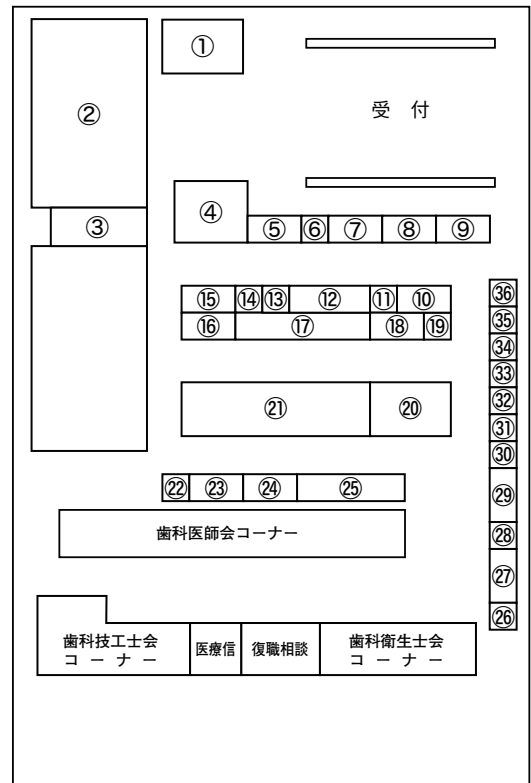 ①
受 付
②
④
③
⑤ ⑥ ⑦ ⑧ ⑨
⑮ ⑭ ⑬ ⑫ ⑪ ⑩
⑯ ⑰ ⑱ ⑲
㊱
㉟
㉞
㉝
㉜
㉛
㉚
㉙
㉘
㉗
㉖
㉑ ⑳
㉒ ㉓ ㉔ ㉕
歯科医師会コーナー
歯科技工士会
コーナー
医療信
復職相談
歯科衛生士会
コーナー